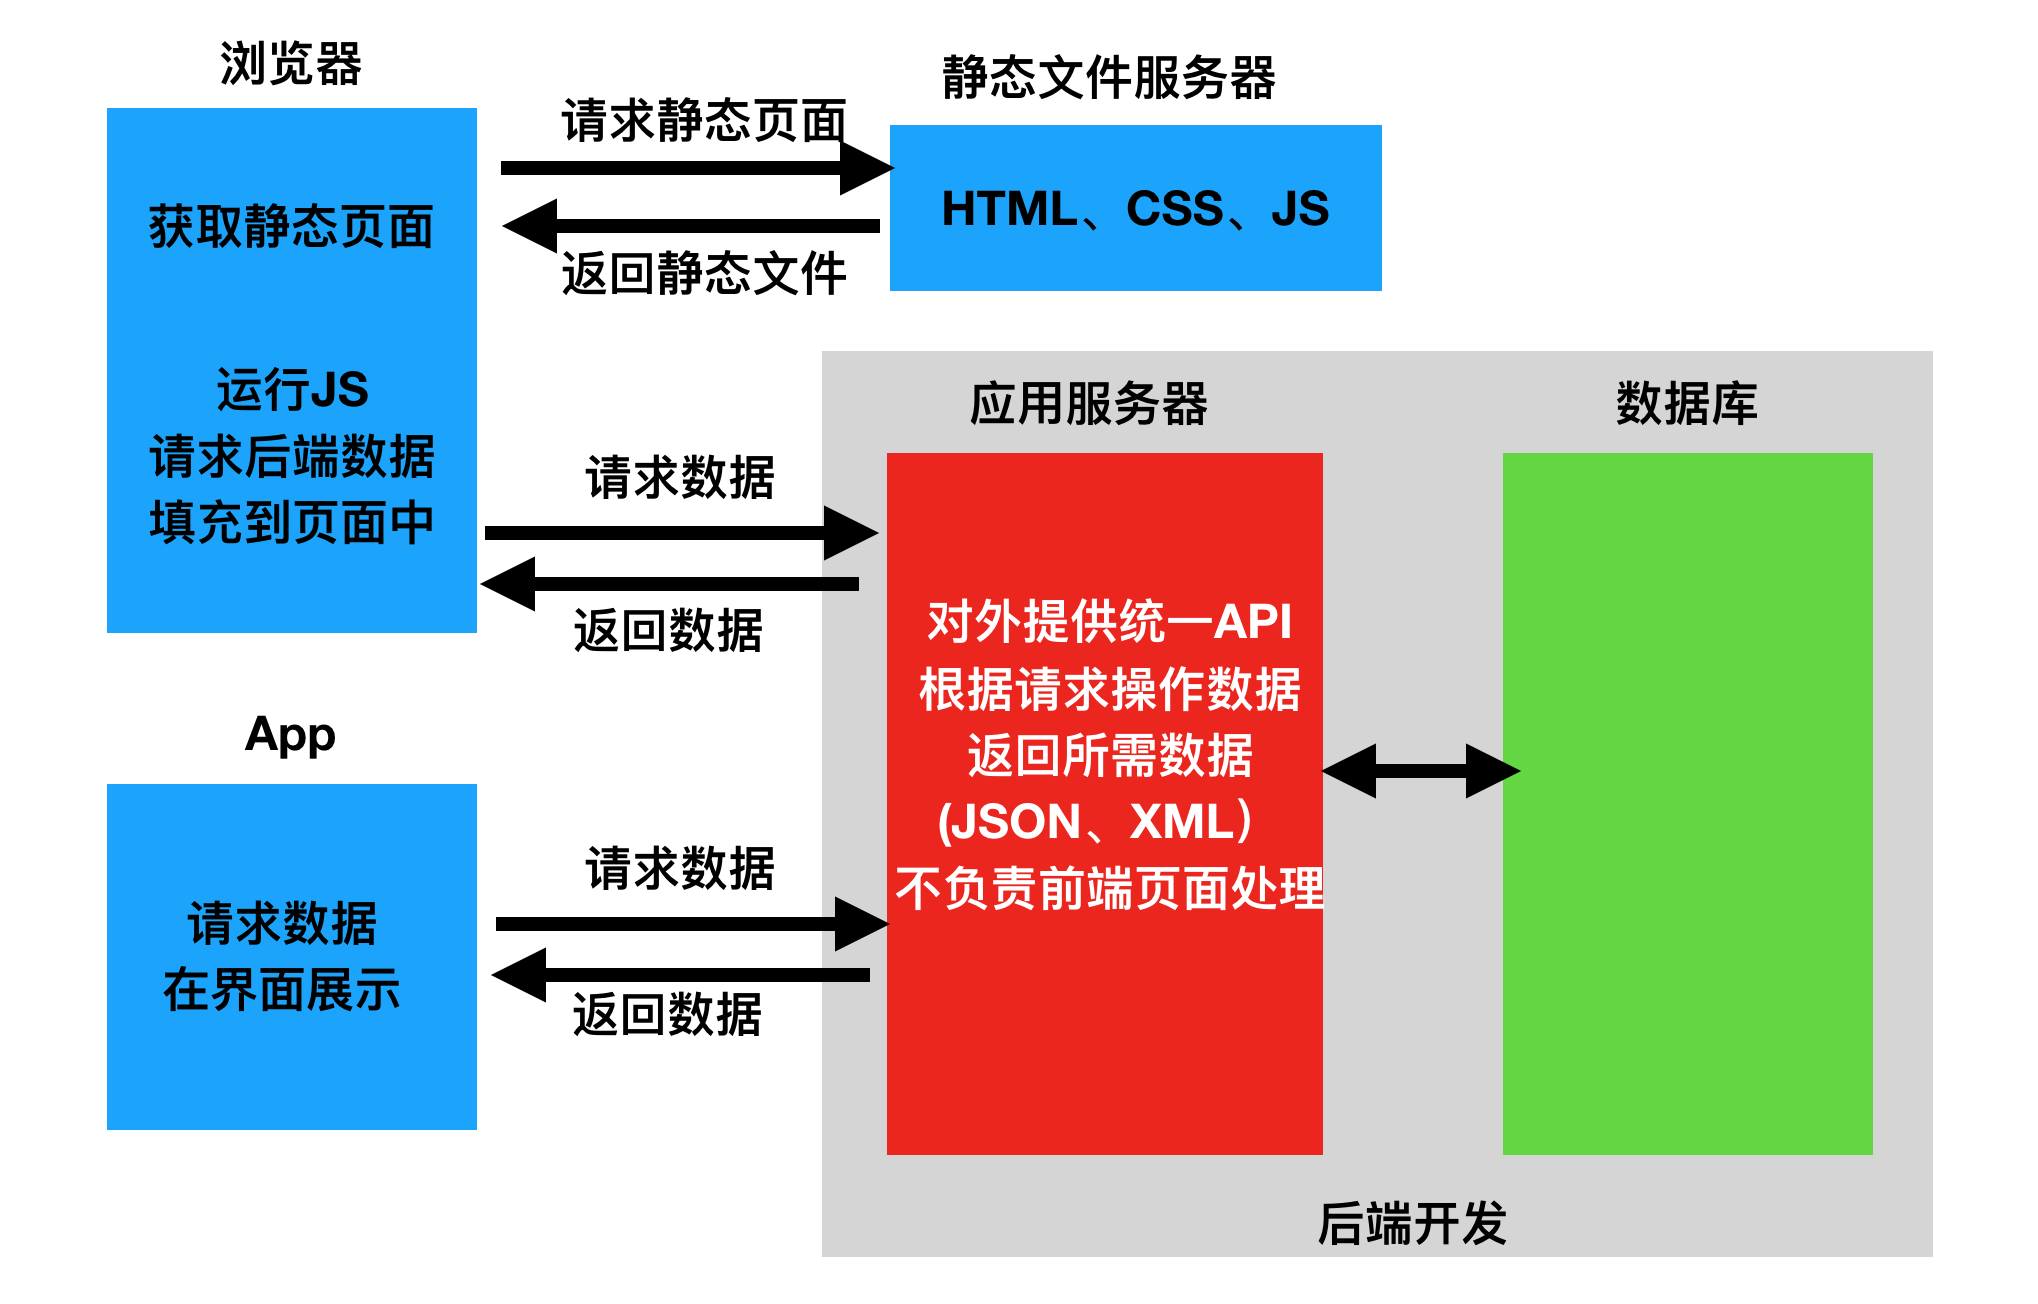 浏览器
获取静态页面
运行JS
请求后端数据
填充到页面中
请求静态页面
返回静态文件
静态文件服务器
HTML、CSS、JS
请求数据
返回数据
App
请求数据
在界面展示
请求数据
返回数据
应用服务器
对外提供统一API
根据请求操作数据
返回所需数据
(JSON、XML）
不负责前端页面处理
数据库
后端开发